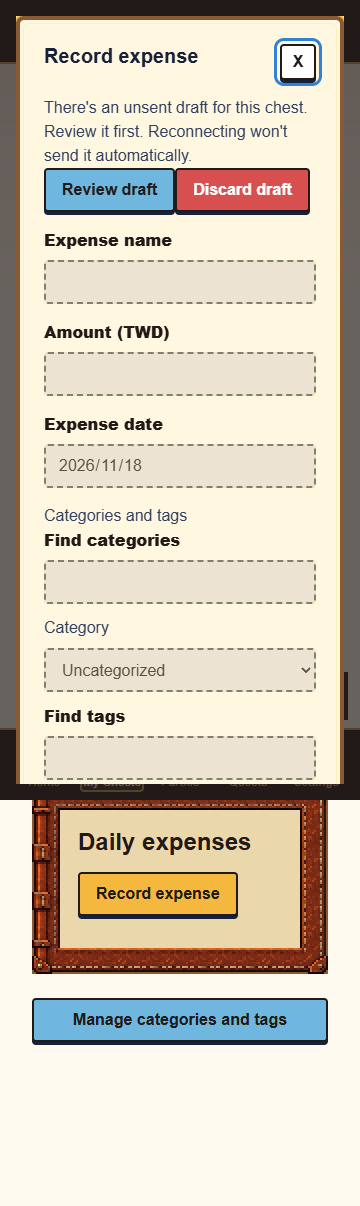 Record expense
X
There's an unsent draft for this chest.
Review it first. Reconnecting won't
send it automatically.
Review draft
Discard draft
Expense name
Amount (TWD)
Expense date
2026/11/18
Categories and tags
Find categories
Category
Uncategorized
Find tags
Daily expenses
Record expense
Manage categories and tags